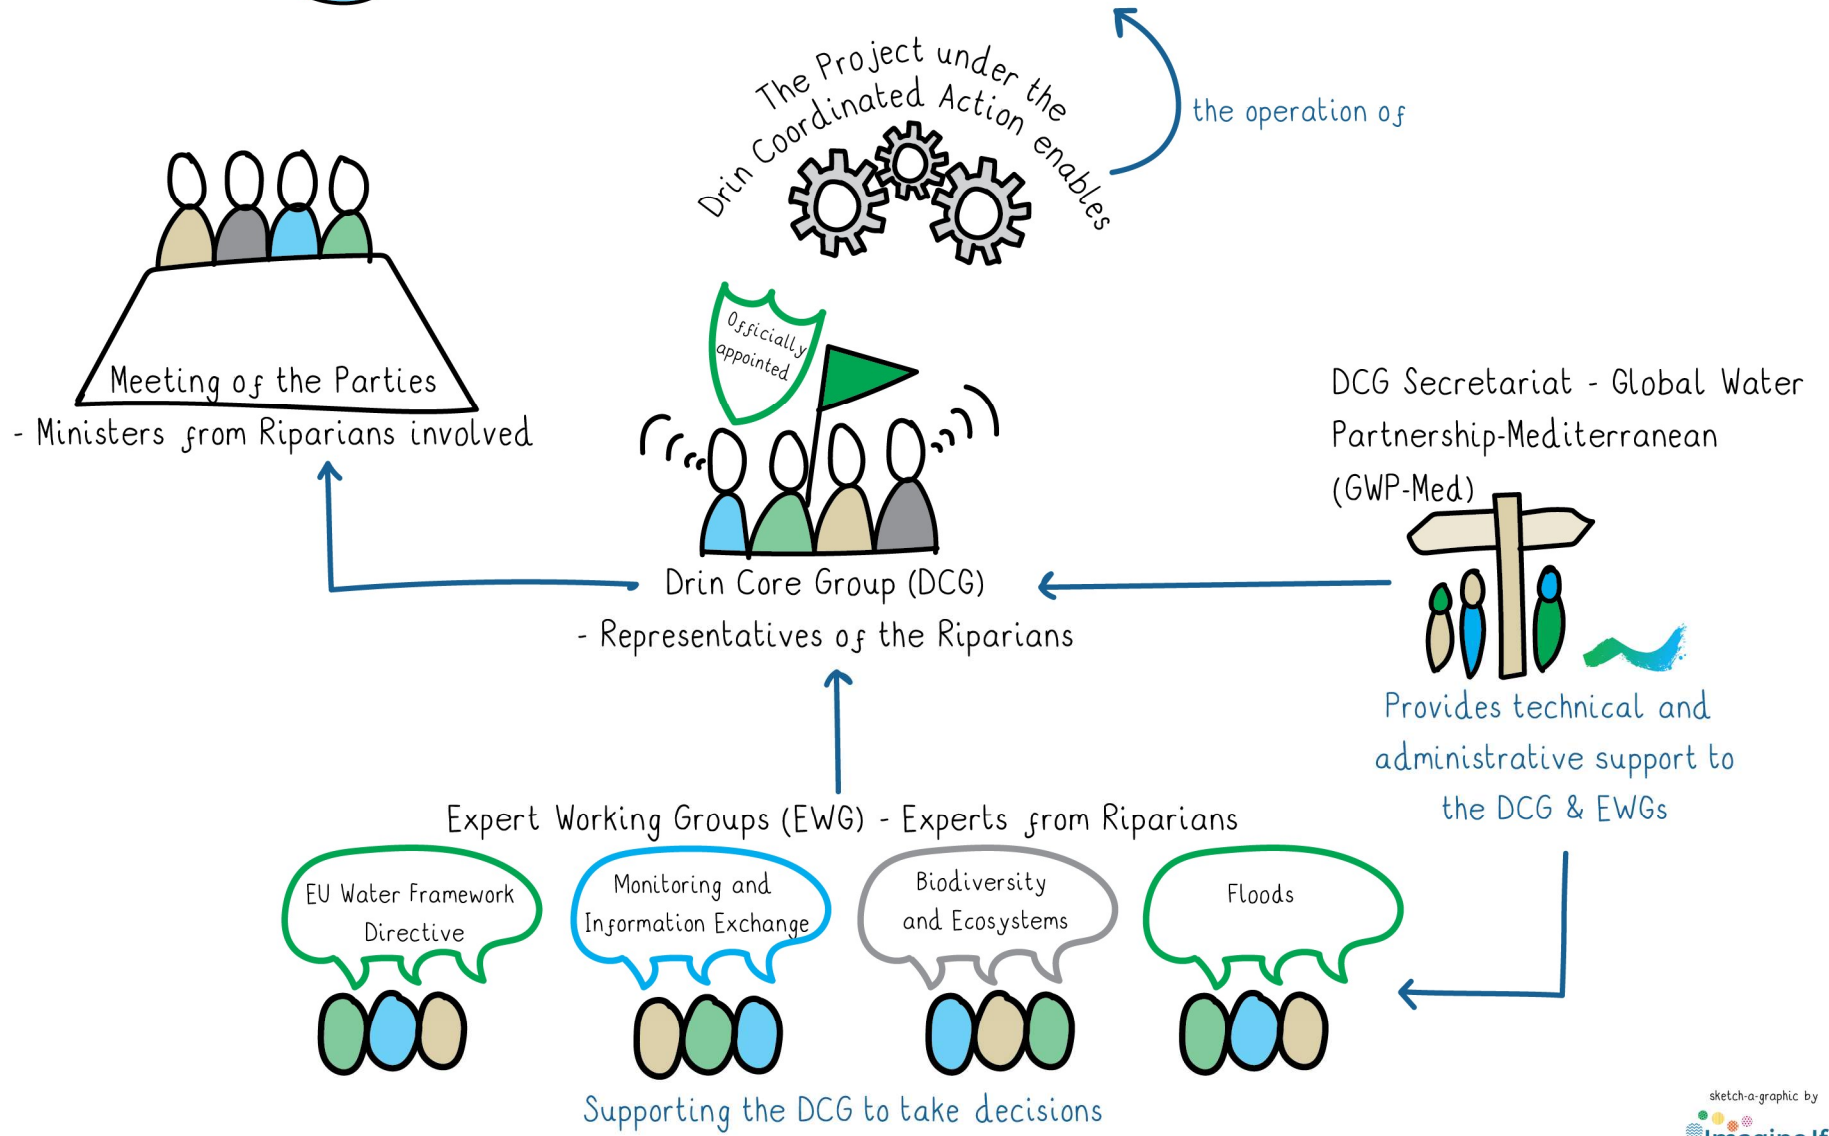 The Project under the
Drin Coordinated Action enables
the operation of
Officially
appointed
Meeting of the Parties
- Ministers from Riparians involved
DCG Secretariat - Global Water
Partnership-Mediterranean
(GWP-Med)
Drin Core Group (DCG)
- Representatives of the Riparians
Provides technical and
administrative support to
the DCG & EWGs
Expert Working Groups (EWG) - Experts from Riparians
EU Water Framework
Directive
Monitoring and
Information Exchange
Biodiversity
and Ecosystems
Floods
Supporting the DCG to take decisions
sketch-a-graphic by